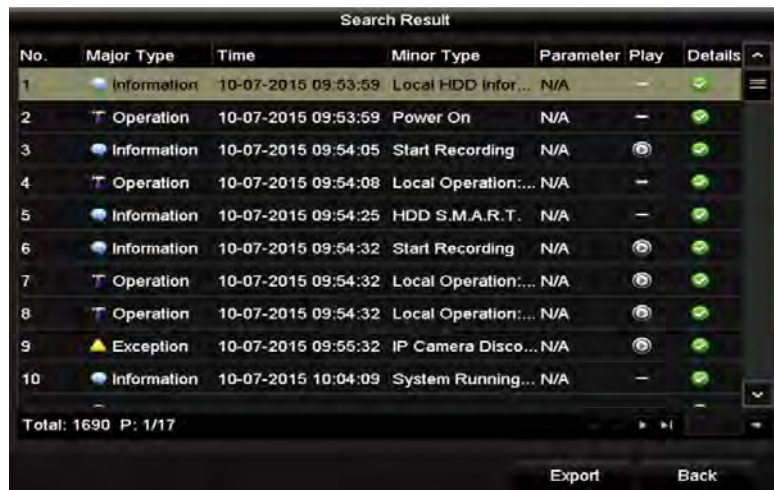 Search Result
No. Major Type Time Minor Type Parameter Play Details
1 Information 10-07-2015 09:53:59 Local HDD Infor... N/A –
2 Operation 10-07-2015 09:53:59 Power On N/A –
3 Information 10-07-2015 09:54:05 Start Recording N/A
4 Operation 10-07-2015 09:54:08 Local Operation:... N/A –
5 Information 10-07-2015 09:54:25 HDD S.M.A.R.T. N/A –
6 Information 10-07-2015 09:54:32 Start Recording N/A
7 Operation 10-07-2015 09:54:32 Local Operation:... N/A
8 Operation 10-07-2015 09:54:32 Local Operation:... N/A
9 Exception 10-07-2015 09:55:32 IP Camera Disco... N/A
10 Information 10-07-2015 10:04:09 System Running... N/A –
Total: 1690 P: 1/17
Export Back